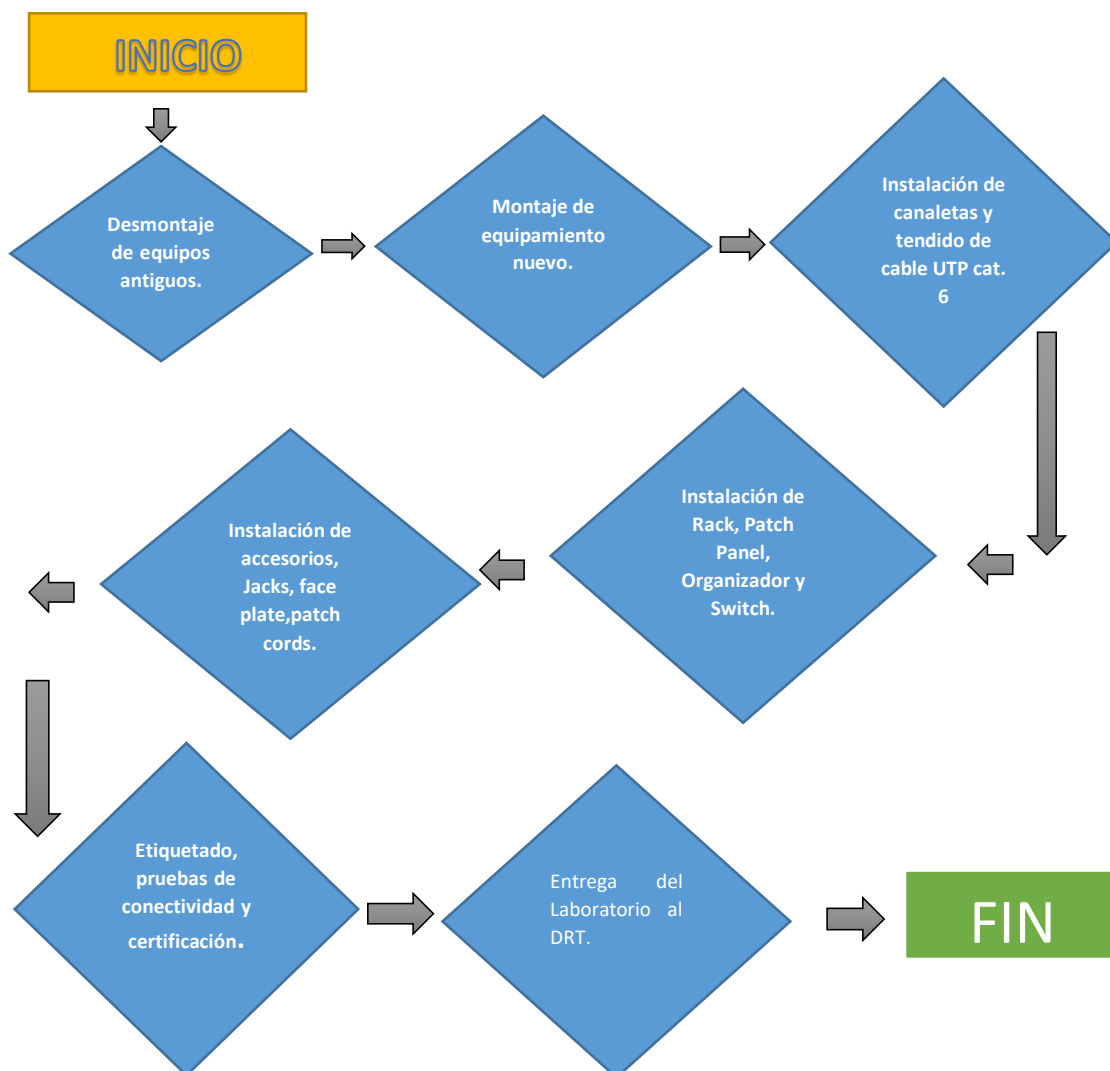 INICIO
Desmontaje
de equipos
antiguos.
Montaje de
equipamiento
nuevo.
Instalación de
canaletas y
tendido de
cable UTP cat.
6
Instalación de
Rack, Patch
Panel,
Organizador y
Switch.
Instalación de
accesorios,
Jacks, face
plate,patch
cords.
Etiquetado,
pruebas de
conectividad y
certificación.
Entrega del
Laboratorio al
DRT.
FIN